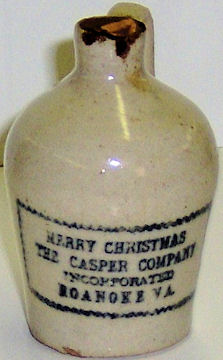 MERRY CHRISTMAS
THE CASPER COMPANY
INCORPORATED
ROANOKE VA.